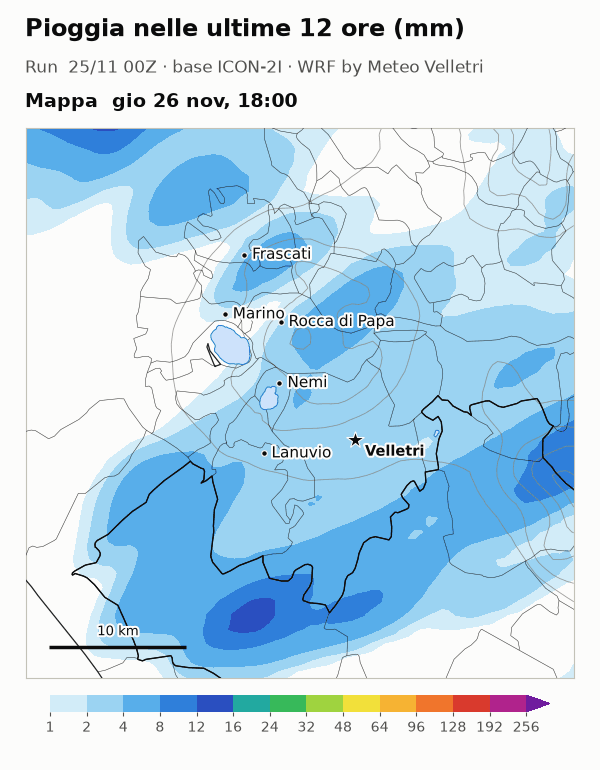 Pioggia nelle ultime 12 ore (mm)
Run 25/11 00Z · base ICON-2I · WRF by Meteo Velletri
Mappa gio 26 nov, 18:00
Frascati
Marino
Rocca di Papa
Nemi
Velletri
Lanuvio
10 km
1 2 4 8 12 16 24 32 48 64 96 128 192 256